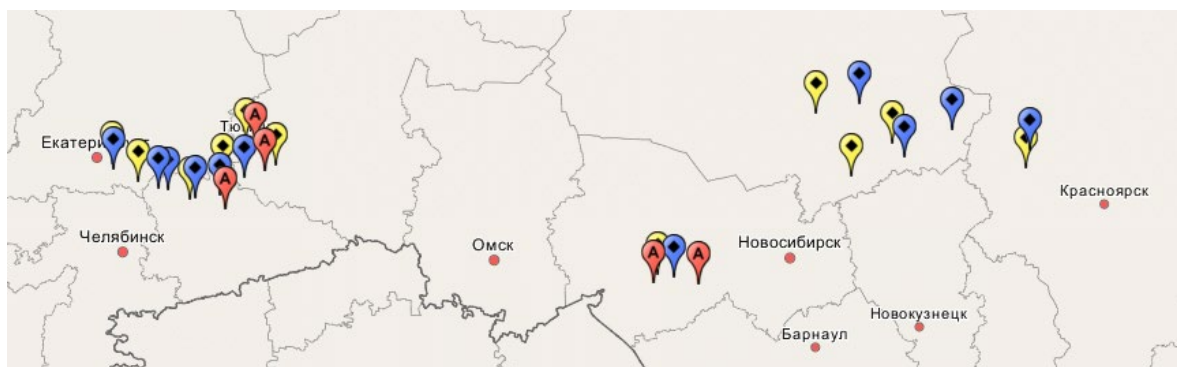 Екатери
Тю
A
A
A
Челябинск
Омск
A
A
Новосибирск
Красноярск
Новокузнецк
Барнаул